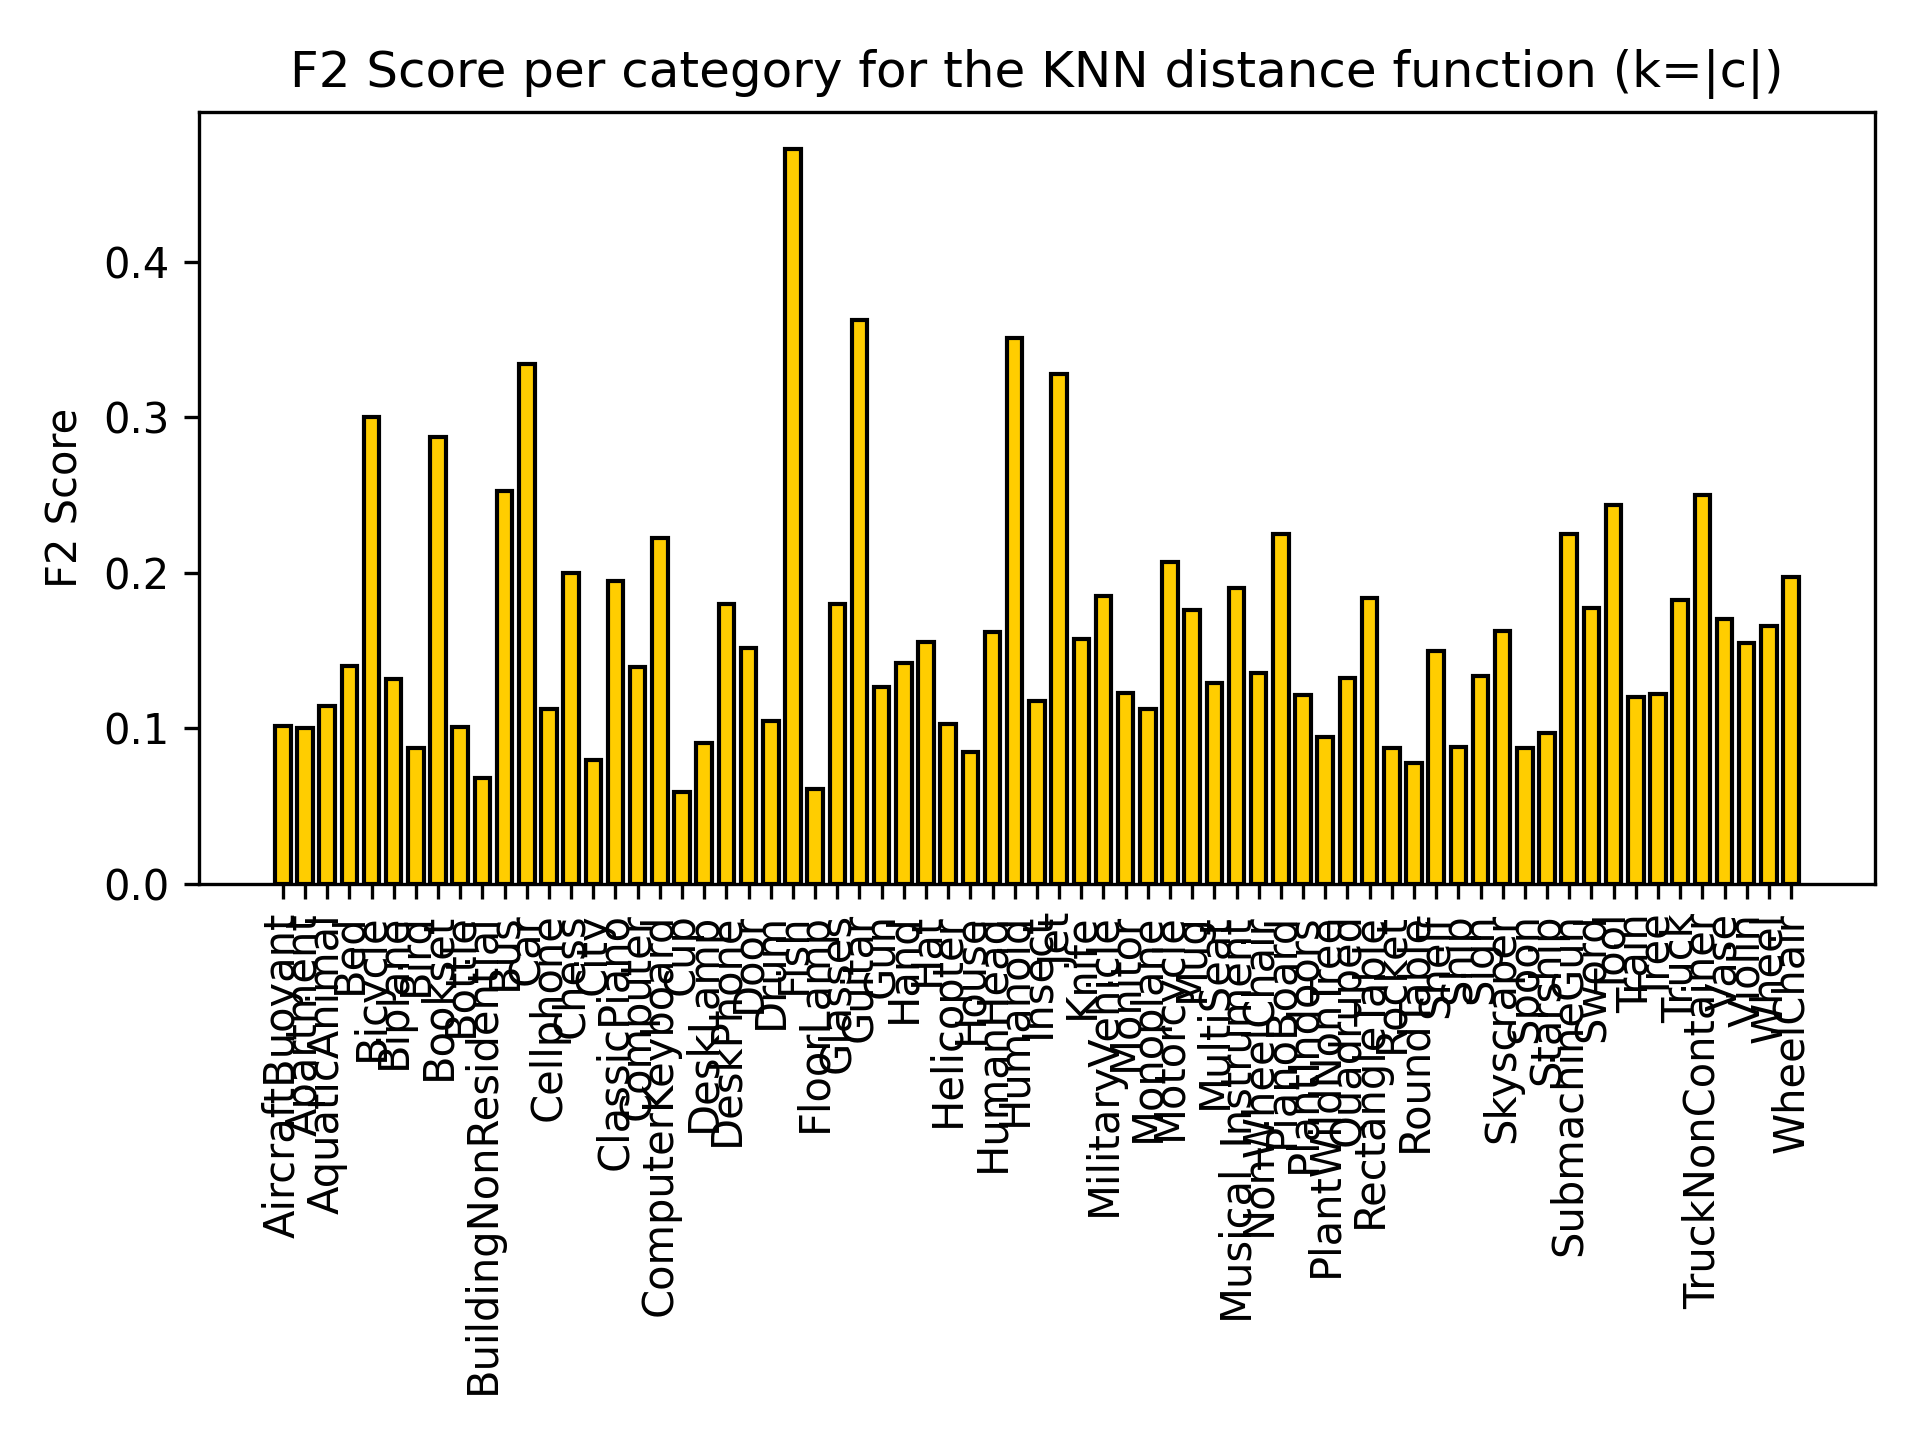 F2 Score per category for the KNN distance function (k=|c|)
F2 Score
0.4
0.3
0.2
0.1
0.0
AircraftBuoyant
Apartment
AquaticAnimal
Bed
Bicycle
Biplane
Bird
Bookset
Bottle
BuildingNonResidential
Bus
Car
Cellphone
Chess
City
ClassicPiano
Computer
ComputerKeyboard
Cup
DeskLamp
DeskPhone
Door
Drum
Fish
FloorLamp
Glasses
Guitar
Gun
Hand
Hat
Helicopter
House
HumanHead
Humanoid
Insect
Jet
Knife
MilitaryVehicle
Monitor
Monoplane
Motorcycle
Mug
MultiSeat
Musical_Instrument
NonWheelChair
PianoBoard
PlantIndoors
PlantWildNonTree
Quadruped
RectangleTable
Rocket
RoundTable
Shell
Ship
Sign
Skyscraper
Spoon
Starship
SubmachineGun
Sword
Tool
Train
Tree
Truck
TruckNonContainer
Vase
Violin
Wheel
WheelChair